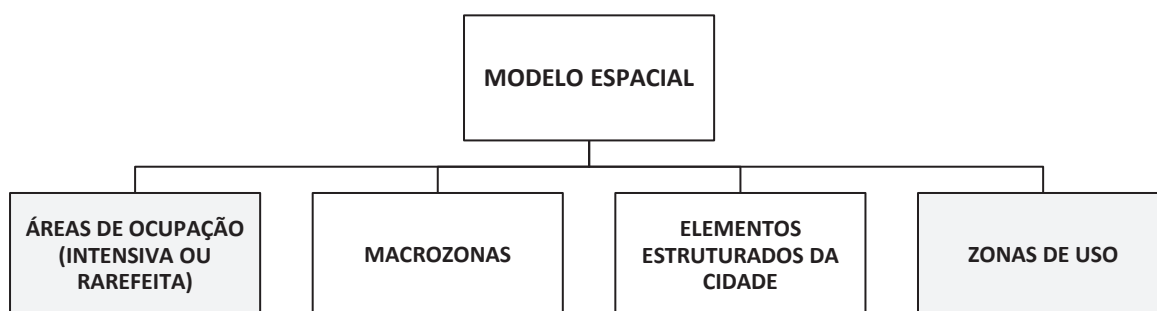 MODELO ESPACIAL
ÁREAS DE OCUPAÇÃO
(INTENSIVA OU
RAREFEITA)
MACROZONAS
ELEMENTOS
ESTRUTURADOS DA
CIDADE
ZONAS DE USO